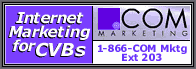 Internet
Marketing
for CVBs
.COM
MARKETING
1-866-COM Mktg
Ext 203